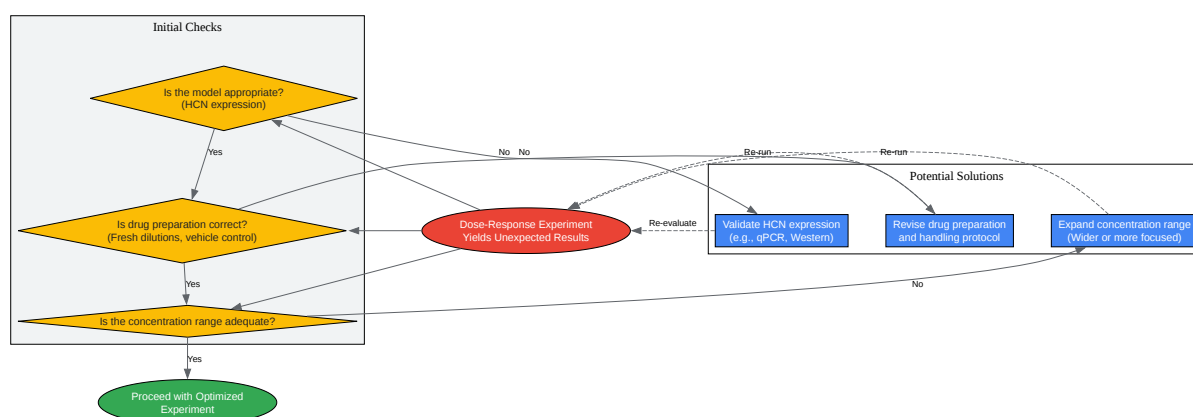 Initial Checks
Is the model appropriate?
(HCN expression)
Yes
No
No
Re-run
Re-run
Potential Solutions
Is drug preparation correct?
(Fresh dilutions, vehicle control)
Dose-Response Experiment
Yields Unexpected Results
Re-evaluate
Validate HCN expression
(e.g., qPCR, Western)
Revise drug preparation
and handling protocol
Expand concentration range
(Wider or more focused)
Yes
No
Is the concentration range adequate?
Yes
Proceed with Optimized
Experiment